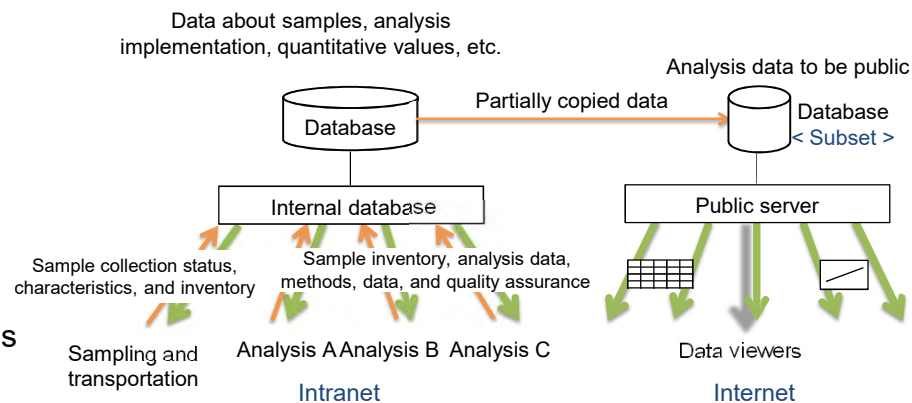 Data about samples, analysis
implementation, quantitative values, etc.
Analysis data to be public
Partially copied data
Database
Database
< Subset >
Internal database
Public server
Sample collection status,
characteristics, and inventory
Sample inventory, analysis data,
methods, data, and quality assurance
s
Sampling and
transportation
Analysis A Analysis B Analysis C
Data viewers
Intranet
Internet